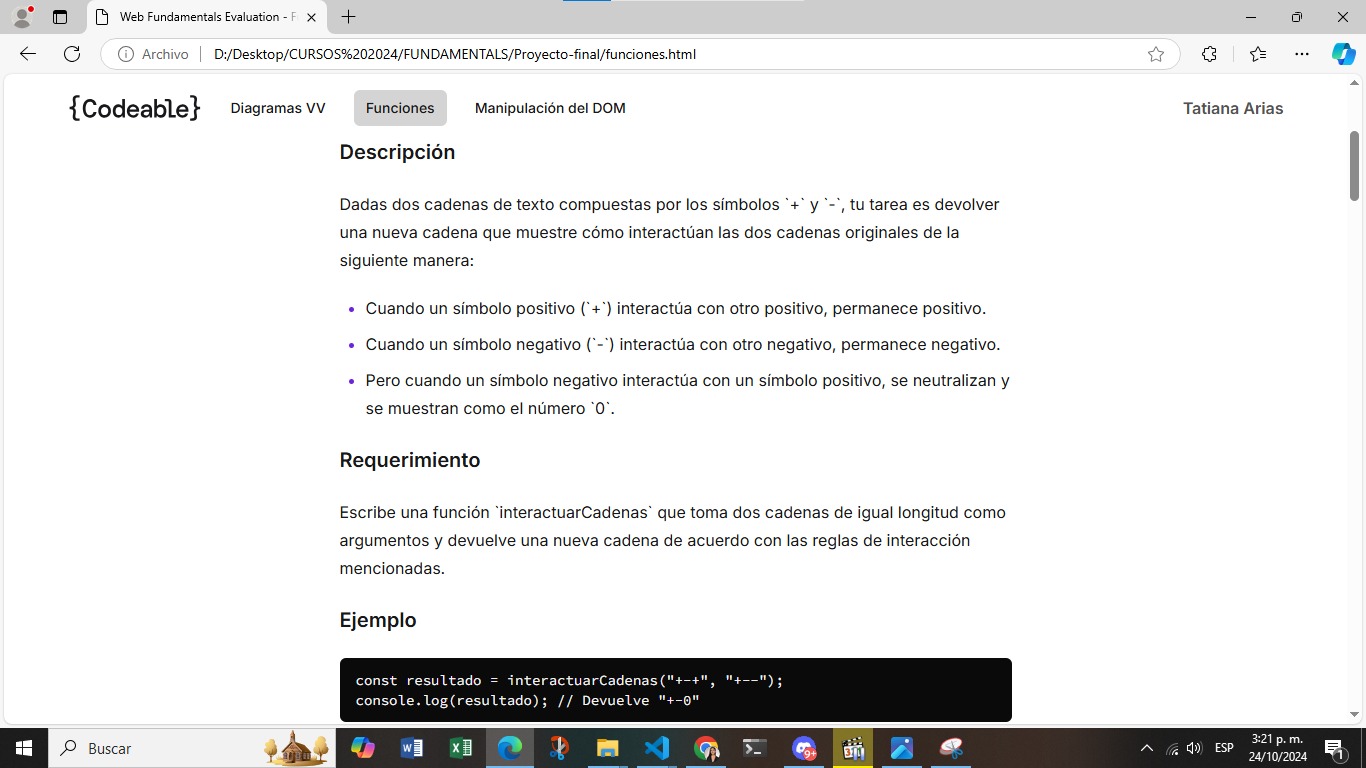 Web Fundamentals Evaluation - F
Archivo
D:/Desktop/CURSOS%202024/FUNDAMENTALS/Proyecto-final/funciones.html
{Codeable} Diagramas VV Funciones Manipulación del DOM Tatiana Arias
Descripción
Dadas dos cadenas de texto compuestas por los símbolos `+` y `-`, tu tarea es devolver
una nueva cadena que muestre cómo interactúan las dos cadenas originales de la
siguiente manera:
• Cuando un símbolo positivo (`+`) interactúa con otro positivo, permanece positivo.
• Cuando un símbolo negativo (`-`) interactúa con otro negativo, permanece negativo.
• Pero cuando un símbolo negativo interactúa con un símbolo positivo, se neutralizan y
se muestran como el número `0`.
Requerimiento
Escribe una función `interactuarCadenas` que toma dos cadenas de igual longitud como
argumentos y devuelve una nueva cadena de acuerdo con las reglas de interacción
mencionadas.
Ejemplo
const resultado = interactuarCadenas("+-+", "+--");
console.log(resultado); // Devuelve "+-0"
Buscar
9+
ESP
3:21 p. m.
24/10/2024
1